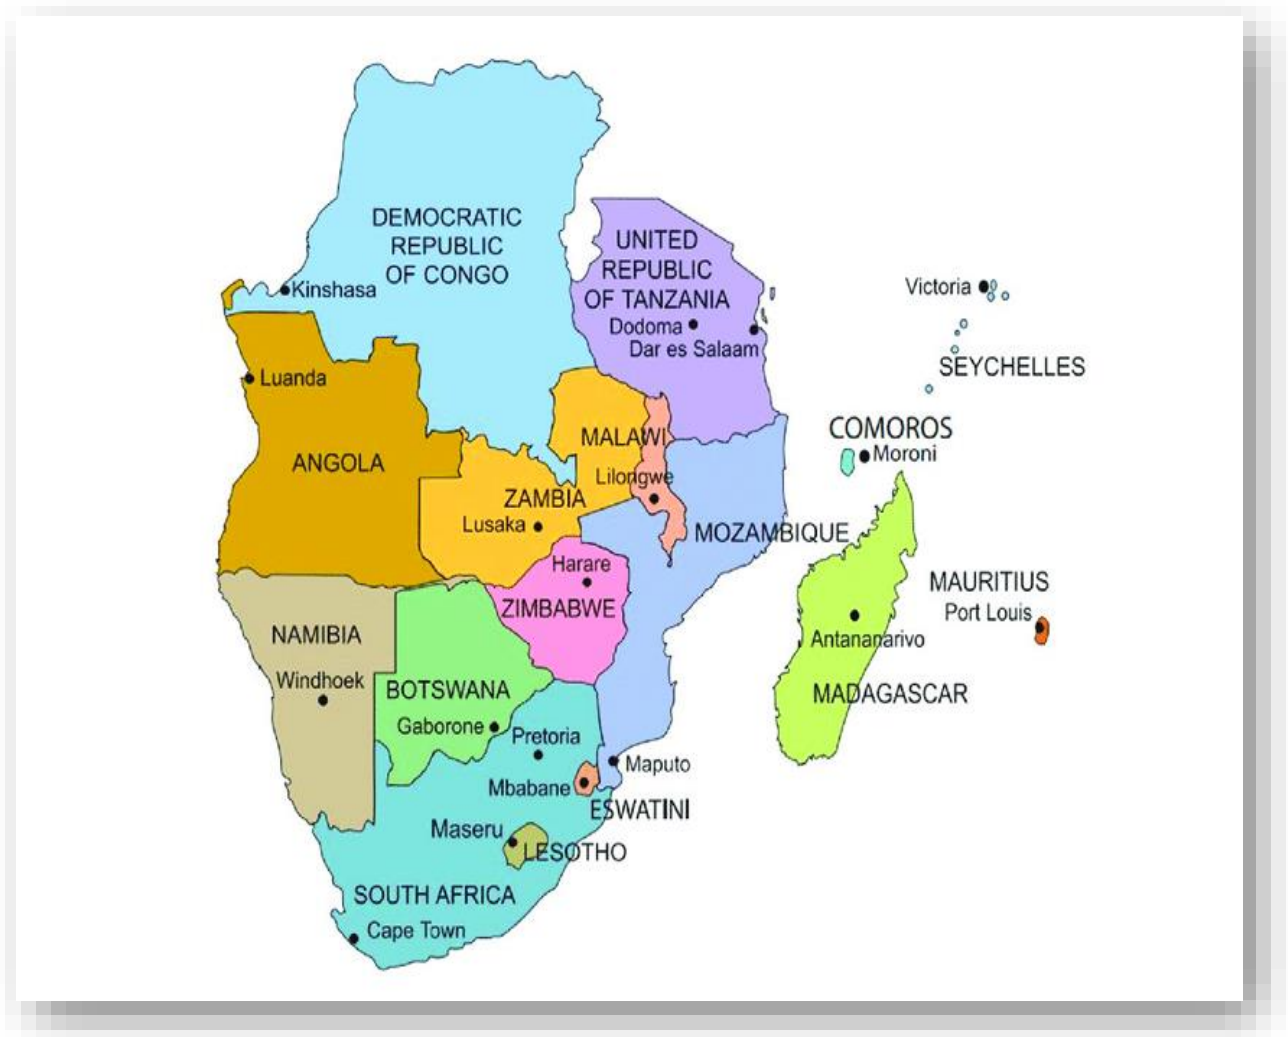 DEMOCRATIC
REPUBLIC
OF CONGO
Kinshasa
UNITED
REPUBLIC
OF TANZANIA
Dodoma
Dar es Salaam
Victoria
SEYCHELLES
Luanda
ANGOLA
MALAWI
Lilongwe
ZAMBIA
Lusaka
COMOROS
Moroni
MOZAMBIQUE
Harare
ZIMBABWE
MAURITIUS
Port Louis
Antananarivo
MADAGASCAR
NAMIBIA
Windhoek
BOTSWANA
Gaborone
Pretoria
Maputo
Mbabane
ESWATINI
Maseru
LESOTHO
SOUTH AFRICA
Cape Town